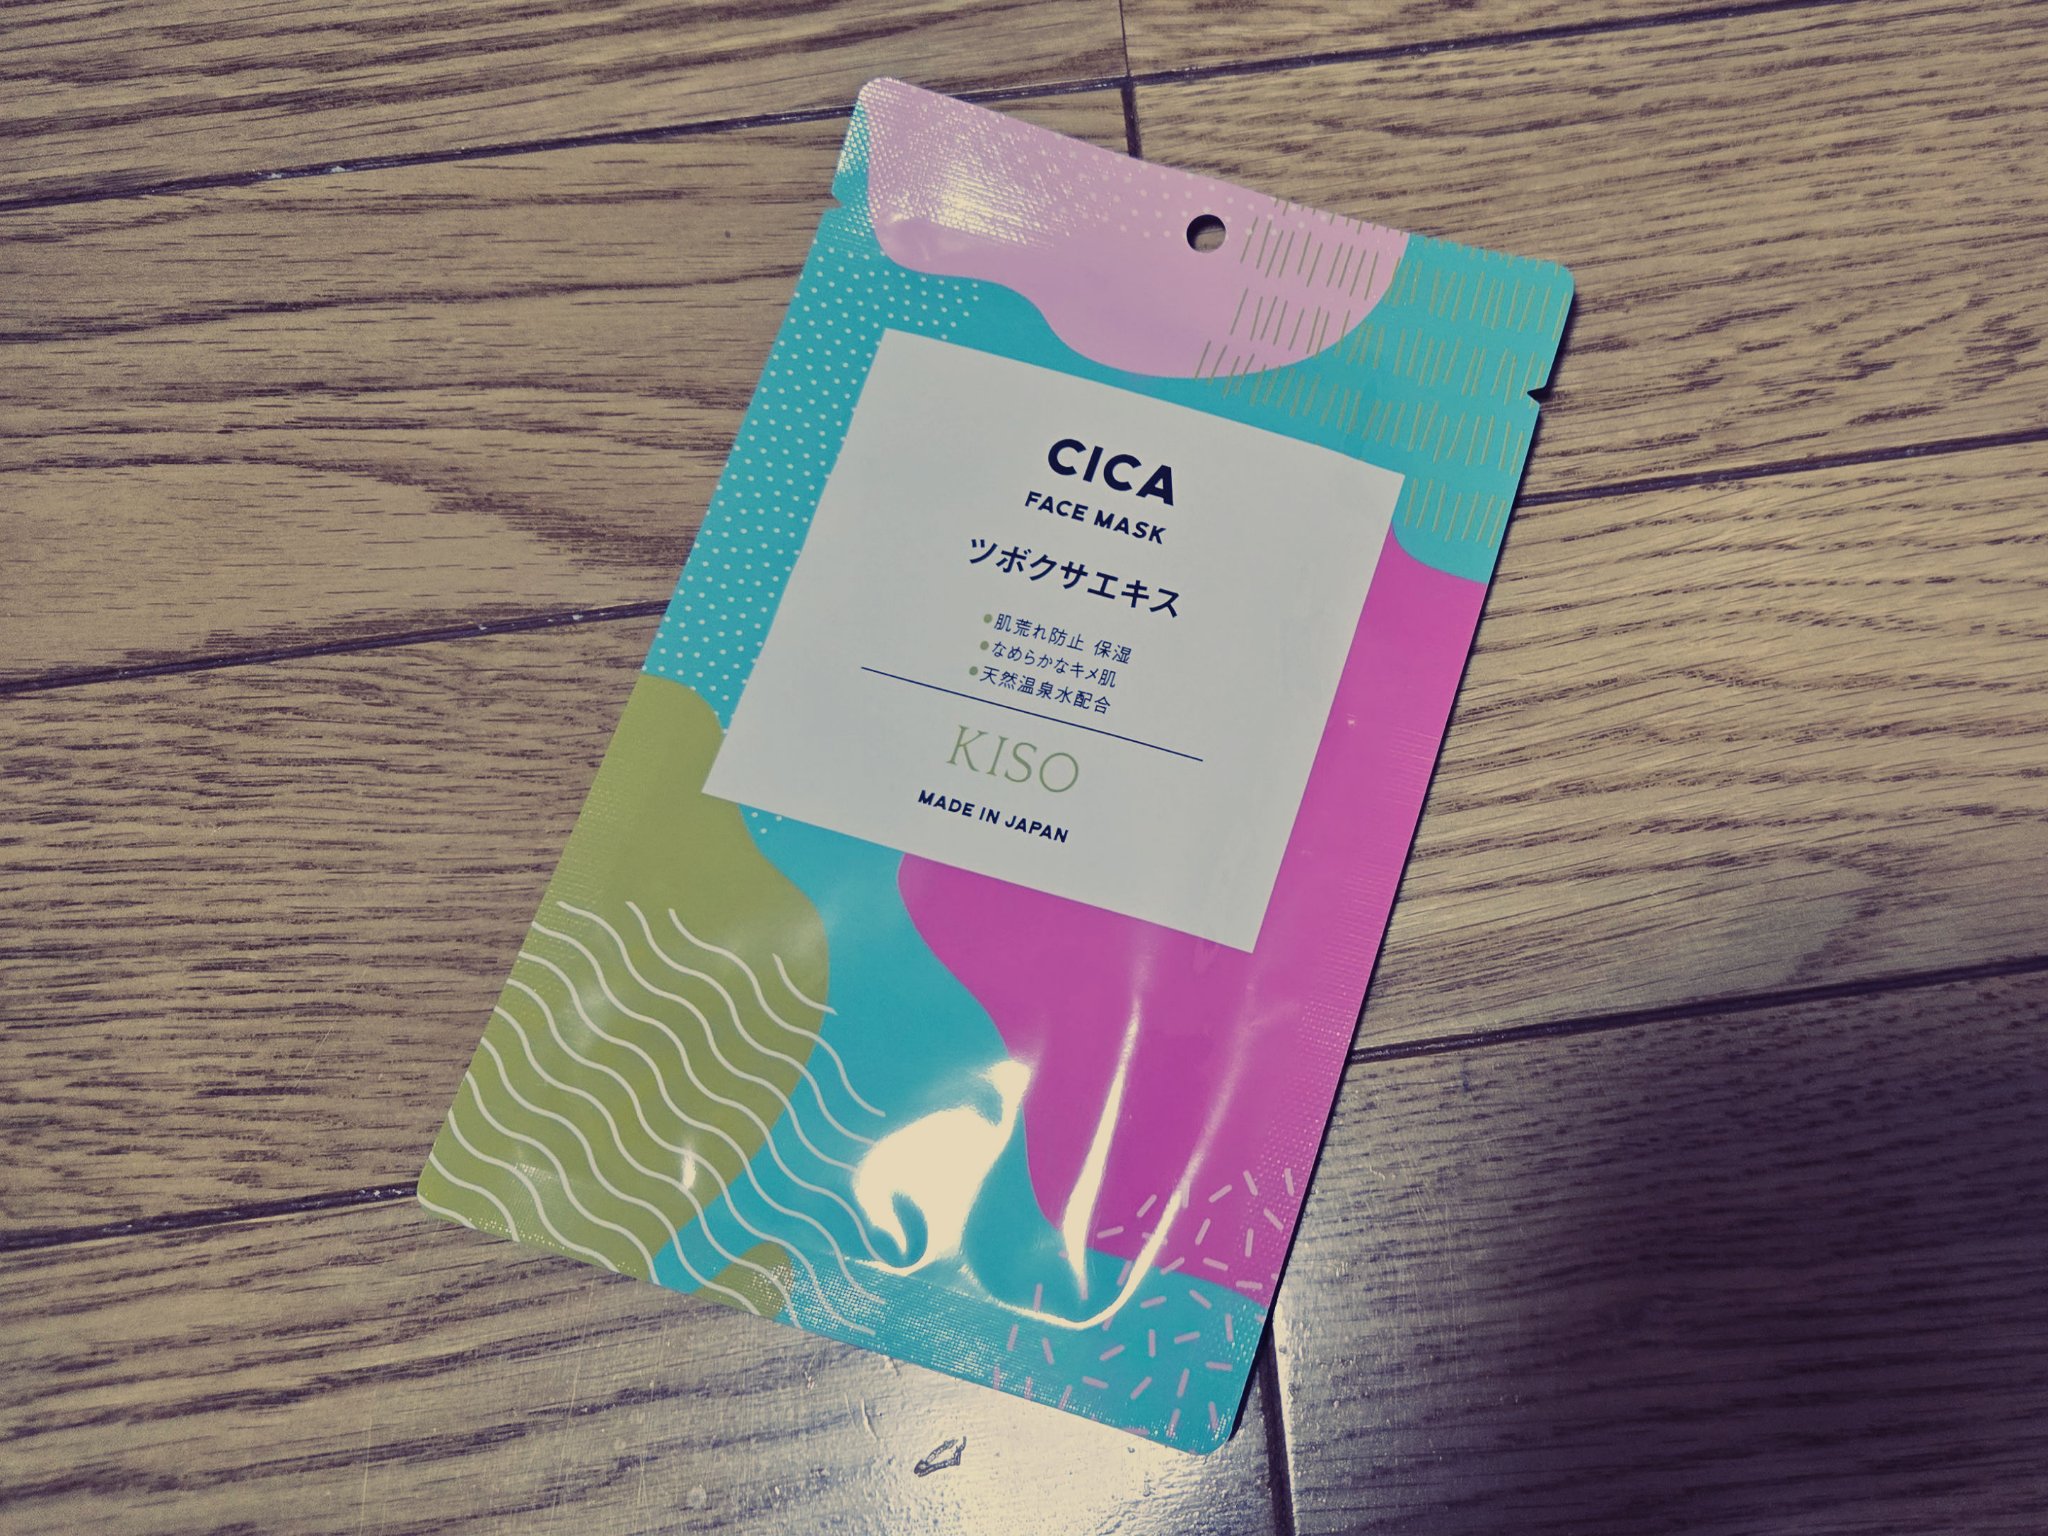 CICA
FACE MASK
ツボクサエキス
●肌荒れ防止 保湿
●なめらかなキメ肌
●天然温泉水配合
KISO
MADE IN JAPAN